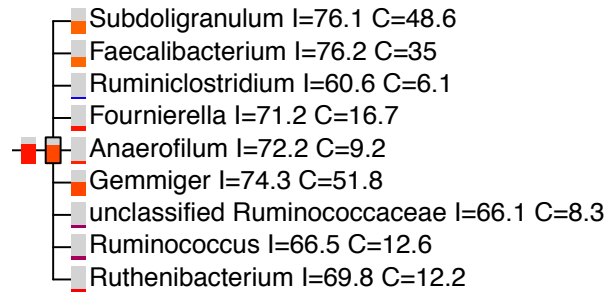 Subdoligranulum I=76.1 C=48.6
Faecalibacterium I=76.2 C=35
Ruminiclostridium I=60.6 C=6.1
Fournierella I=71.2 C=16.7
Anaerofilum I=72.2 C=9.2
Gemmiger I=74.3 C=51.8
unclassified Ruminococcaceae I=66.1 C=8.3
Ruminococcus I=66.5 C=12.6
Ruthenibacterium I=69.8 C=12.2